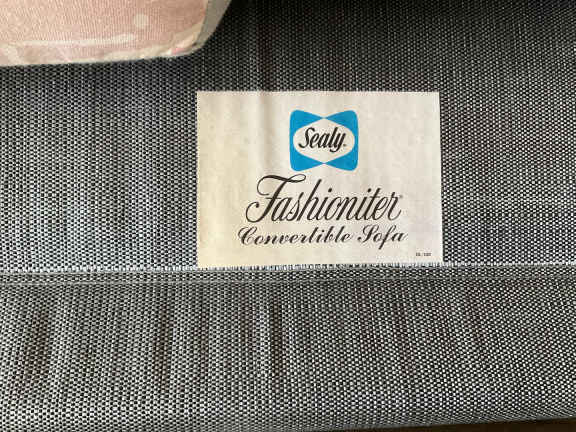 Sealy
Fashioniter
Convertible Sofa